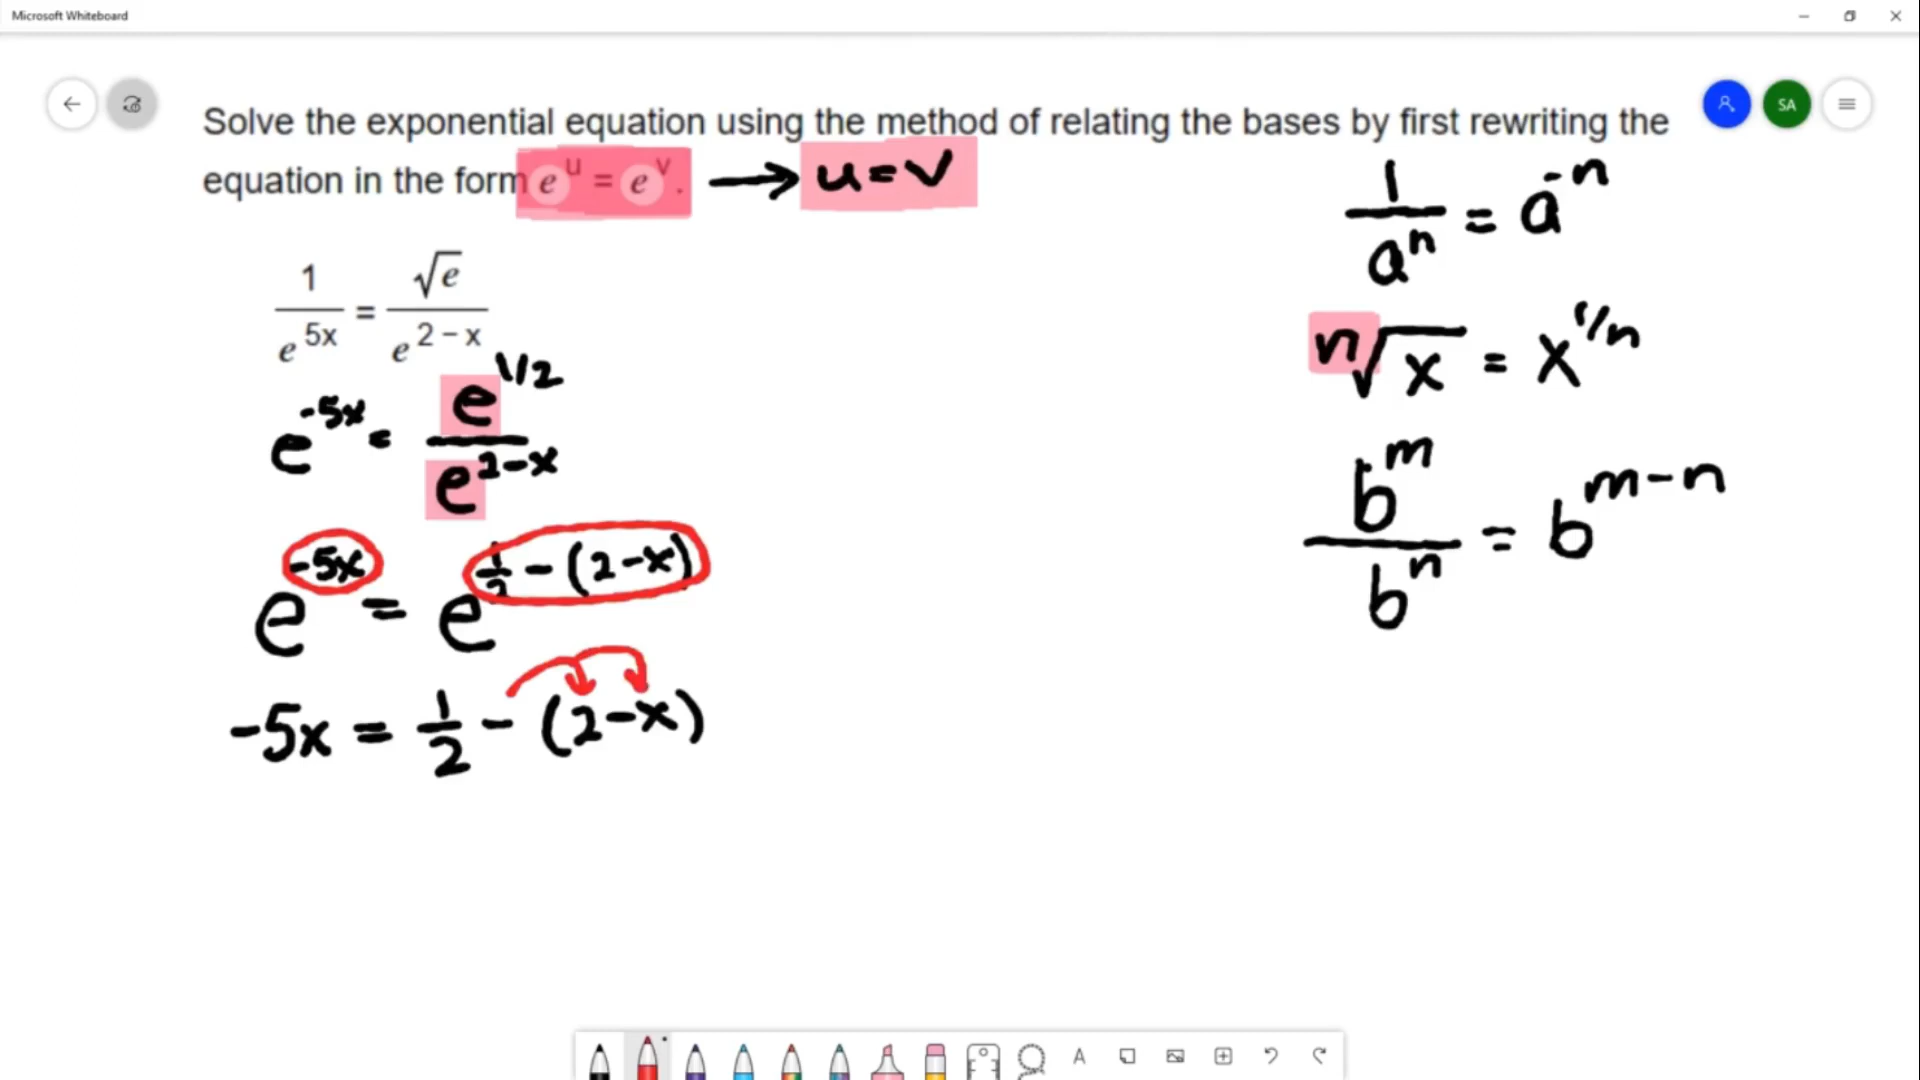 Microsoft Whiteboard
SA
Solve the exponential equation using the method of relating the bases by first rewriting the
equation in the form e^u = e^v. → u=v
1/e^(5x) = √e/e^(2-x)
e^(-5x) = e^(1/2)/e^(2-x)
e^(-5x) = e^(1/2-(2-x))
-5x = 1/2-(2-x)
1/a^n = a^(-n)
n√x = x^(1/n)
b^m/b^n = b^(m-n)
A